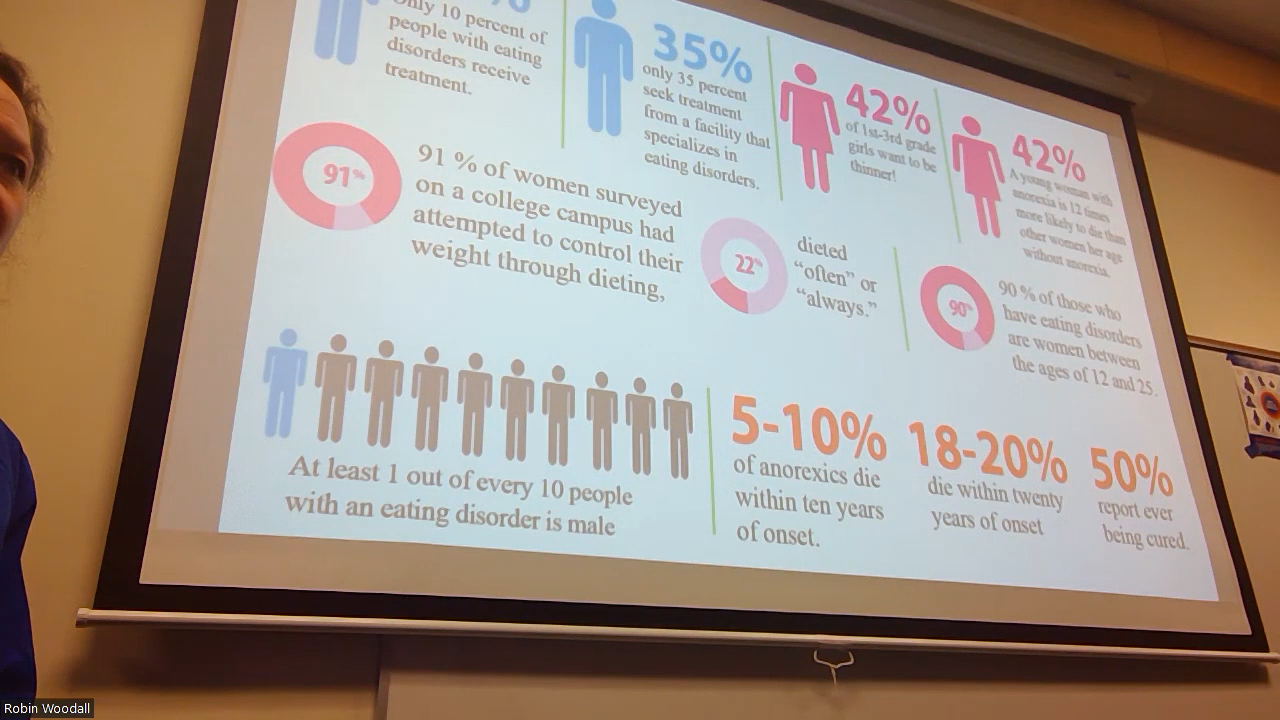 Only 10 percent of
people with eating
disorders receive
treatment.
35%
only 35 percent
seek treatment
from a facility that
specializes in
eating disorders.
42%
of 1st-3rd grade
girls want to be
thinner!
42%
A young woman with
anorexia is 12 times
more likely to die than
other women her age
without anorexia.
91%
91 % of women surveyed
on a college campus had
attempted to control their
weight through dieting,
22%
dieted
"often" or
"always."
90%
90 % of those who
have eating disorders
are women between
the ages of 12 and 25.
At least 1 out of every 10 people
with an eating disorder is male
5-10%
of anorexics die
within ten years
of onset.
18-20%
die within twenty
years of onset
50%
report ever
being cured.
Robin Woodall